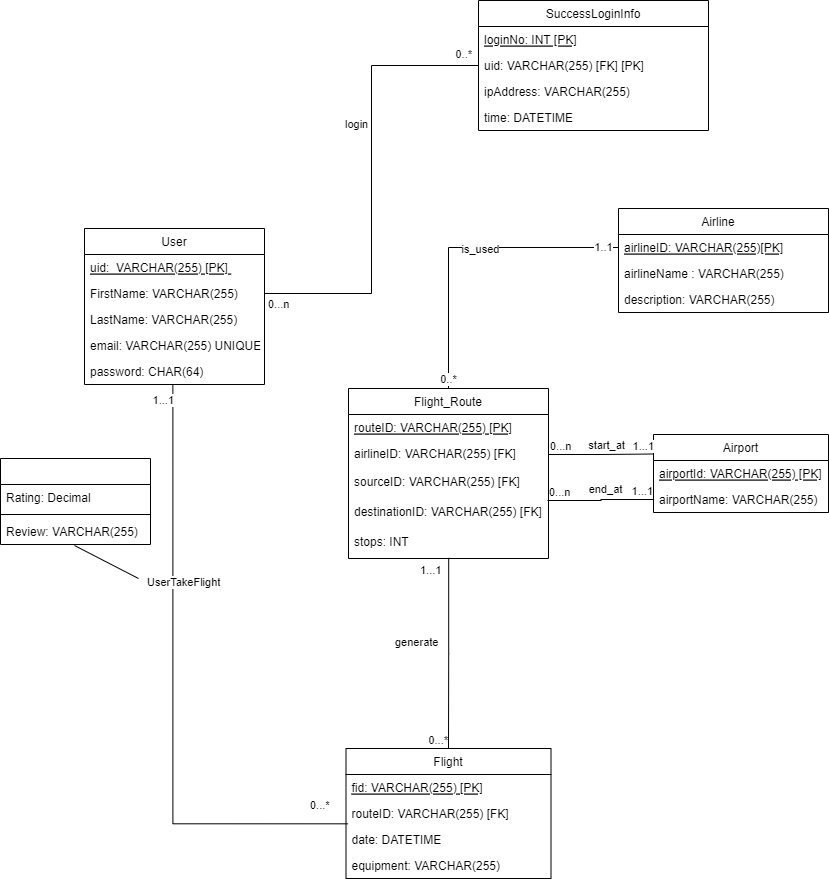 SuccessLoginInfo
loginNo: INT [PK]
uid: VARCHAR(255) [FK] [PK]
ipAddress: VARCHAR(255)
time: DATETIME
0..*
login
0...n
User
uid:  VARCHAR(255) [PK]
FirstName: VARCHAR(255)
LastName: VARCHAR(255)
email: VARCHAR(255) UNIQUE
password: CHAR(64)
Airline
airlineID: VARCHAR(255)[PK]
airlineName : VARCHAR(255)
description: VARCHAR(255)
is_used
1..1
0..*
Flight_Route
routeID: VARCHAR(255) [PK]
airlineID: VARCHAR(255) [FK]
sourceID: VARCHAR(255) [FK]
destinationID: VARCHAR(255) [FK]
stops: INT
0...n
start_at
1...1
0...n
end_at
1...1
Airport
airportId: VARCHAR(255) [PK]
airportName: VARCHAR(255)
1...1
Rating: Decimal
Review: VARCHAR(255)
UserTakeFlight
1...1
generate
0...*
0...*
Flight
fid: VARCHAR(255) [PK]
routeID: VARCHAR(255) [FK]
date: DATETIME
equipment: VARCHAR(255)